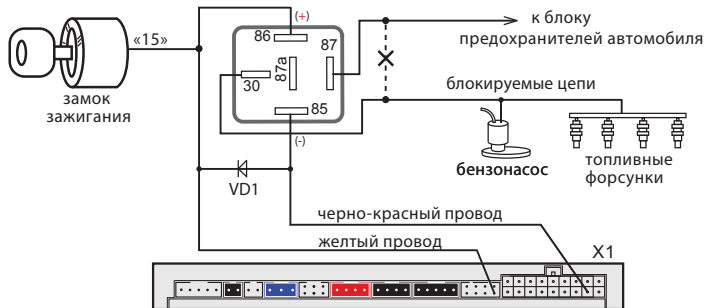 (+)
86
87
87a
30
85
(-)
«15»
замок
зажигания
к блоку
предохранителей автомобиля
блокируемые цепи
бензонасос
топливные
форсунки
VD1
черно-красный провод
желтый провод
X1